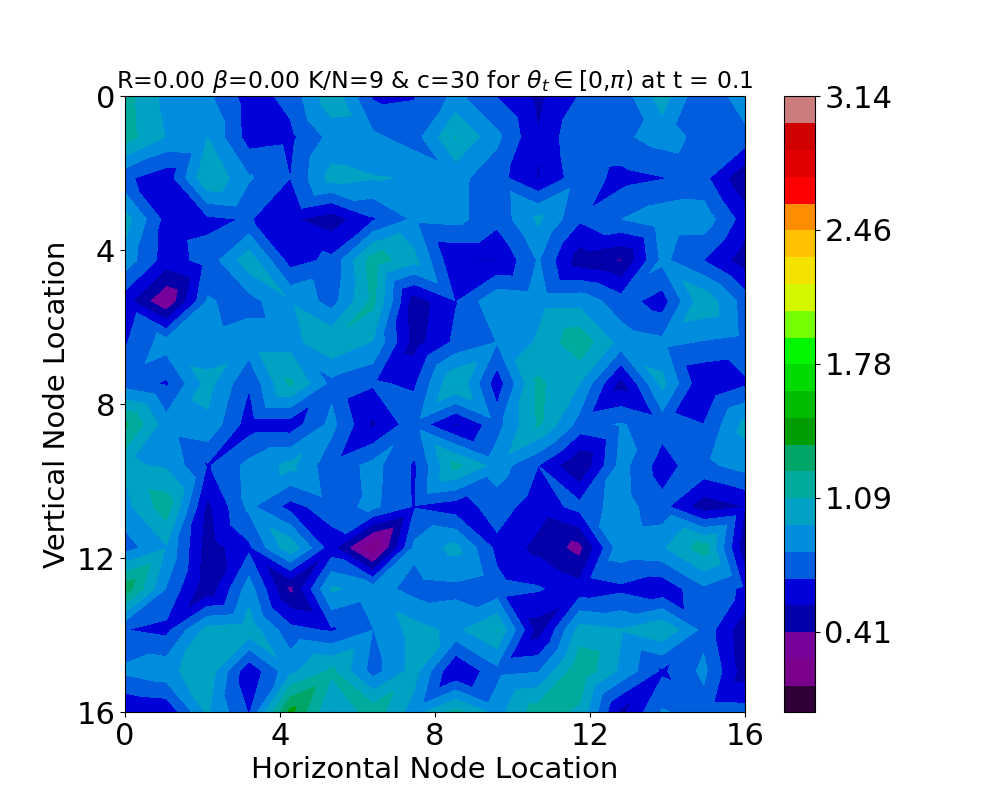 R=0.00 β=0.00 K/N=9 & c=30 for θ_t ∈ [0,π) at t = 0.1
0
4
8
12
16
Vertical Node Location
0 4 8 12 16
Horizontal Node Location
3.14
2.46
1.78
1.09
0.41